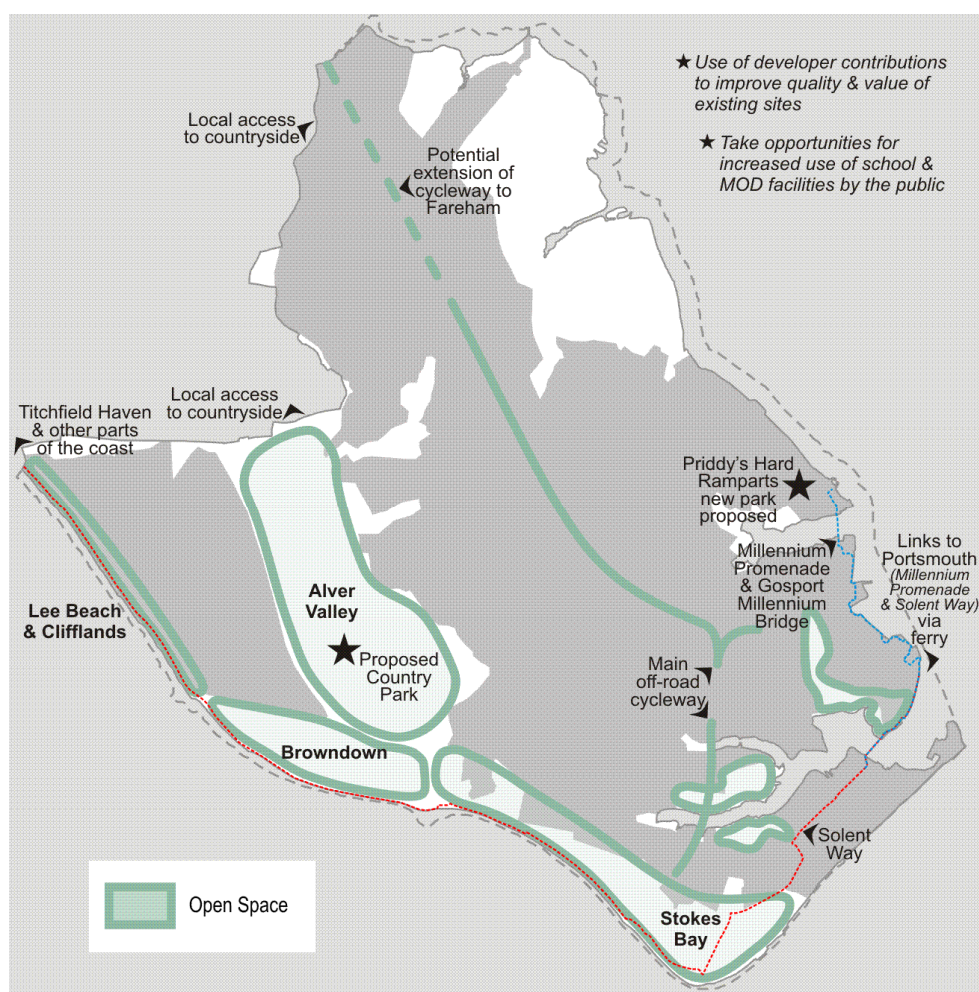 ★ Use of developer contributions
to improve quality & value of
existing sites
★ Take opportunities for
increased use of school &
MOD facilities by the public
Local access
to countryside
Potential
extension of
cycleway to
Fareham
Local access
to countryside
Titchfield Haven
& other parts
of the coast
Priddy's Hard
Ramparts
new park
proposed
Millennium
Promenade
& Gosport
Millennium
Bridge
Links to
Portsmouth
(Millennium
Promenade
& Solent Way)
via
ferry
Alver
Valley
Lee Beach
& Clifflands
Proposed
Country
Park
Main
off-road
cycleway
Browndown
Solent
Way
Stokes
Bay
Open Space